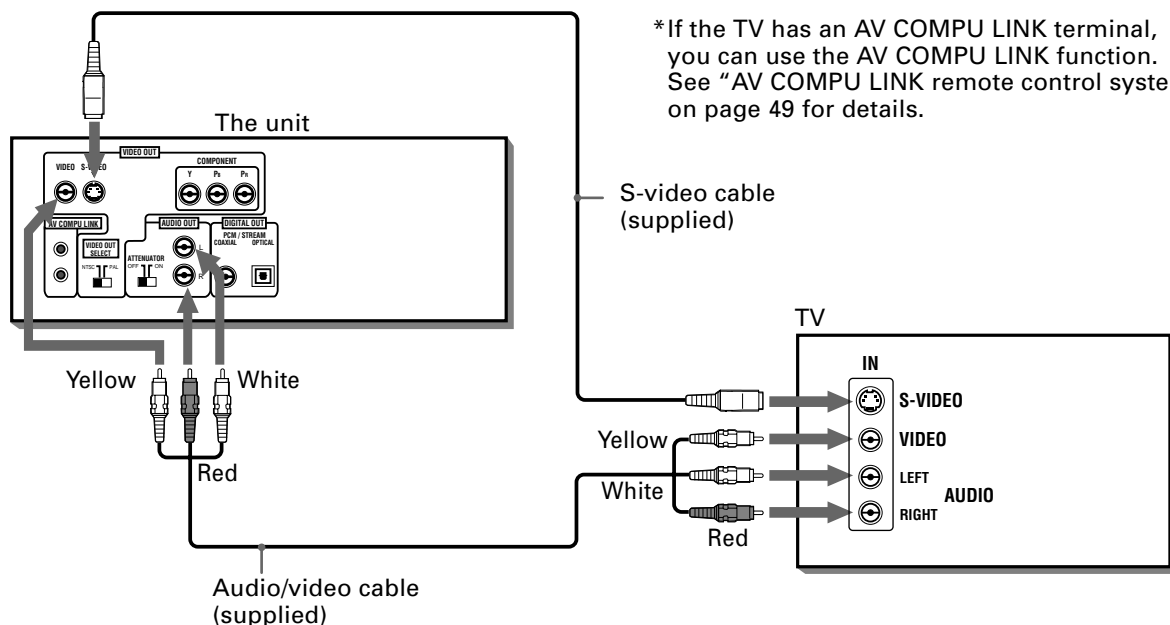 *If the TV has an AV COMPU LINK terminal,
you can use the AV COMPU LINK function.
See “AV COMPU LINK remote control syste
on page 49 for details.
The unit
VIDEO OUT
VIDEO S-VIDEO
COMPONENT
Y PB PR
AV COMPU LINK
AUDIO OUT
DIGITAL OUT
PCM / STREAM
COAXIAL OPTICAL
VIDEO OUT
SELECT
NTSC PAL
ATTENUATOR
OFF ON
L
R
S-video cable
(supplied)
Yellow
White
Red
TV
IN
S-VIDEO
Yellow
VIDEO
White
LEFT
AUDIO
RIGHT
Red
Audio/video cable
(supplied)